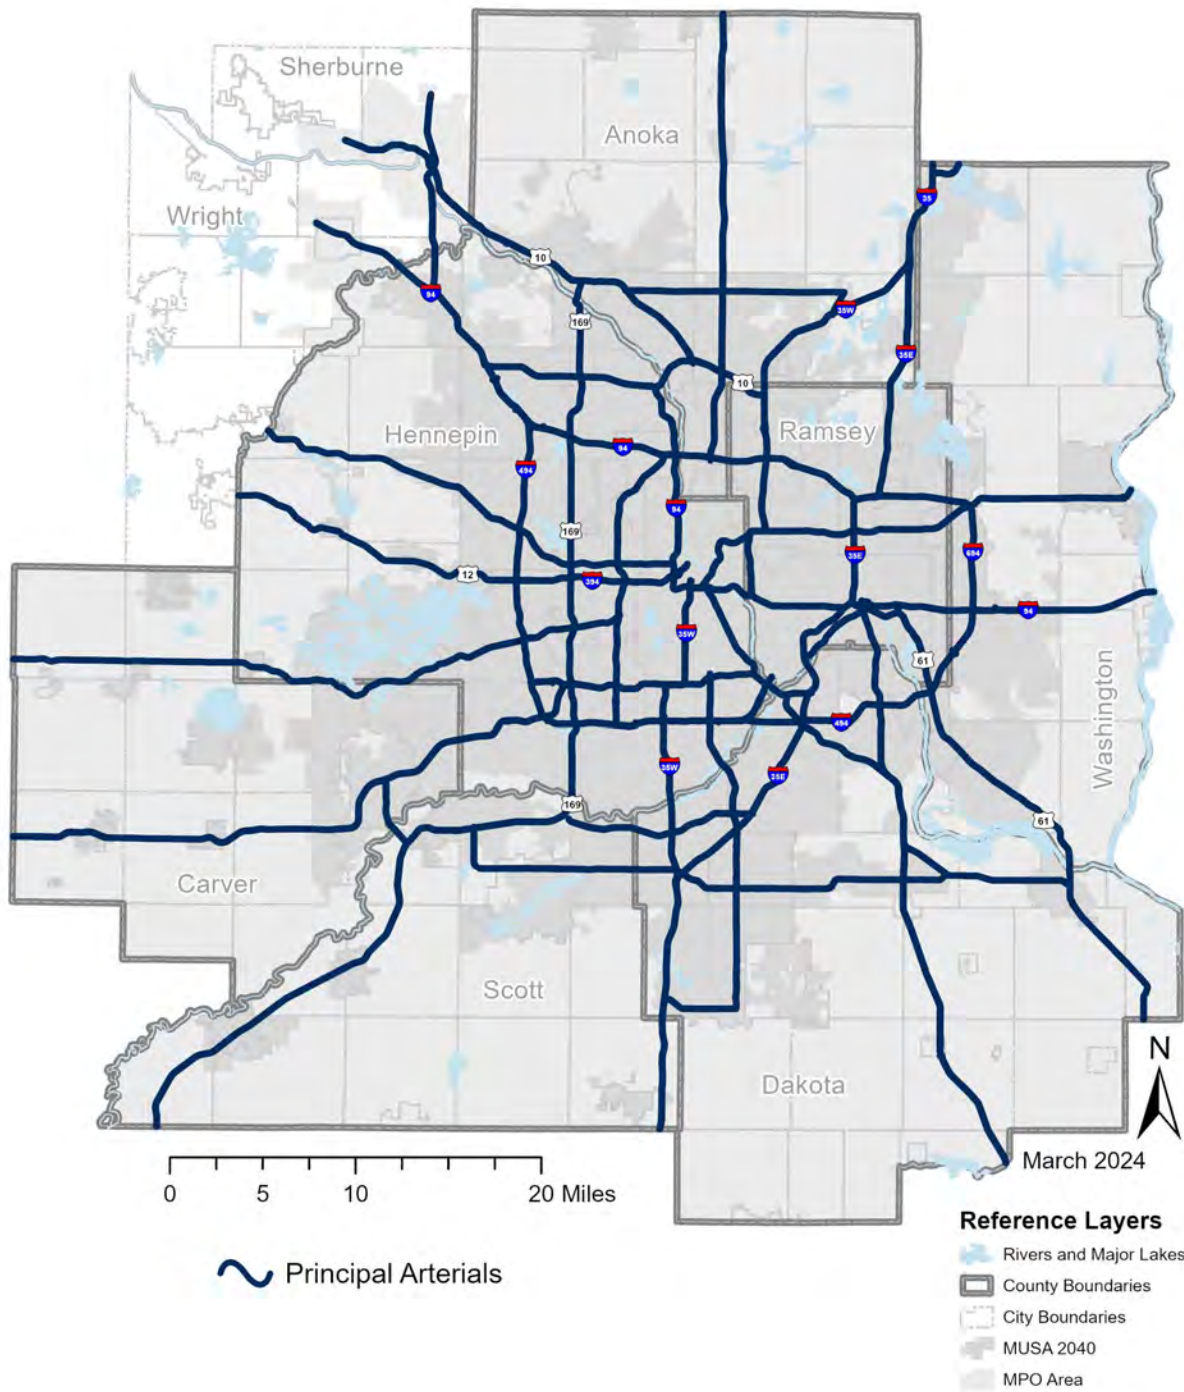 Sherburne
Anoka
Wright
35
10
94
169
35W
35E
10
Hennepin
Ramsey
94
494
94
169
35E
694
12
394
94
35W
61
Washington
494
35W
35E
169
61
Carver
Scott
Dakota
N
March 2024
0 5 10 20 Miles
Principal Arterials
Reference Layers
Rivers and Major Lakes
County Boundaries
City Boundaries
MUSA 2040
MPO Area